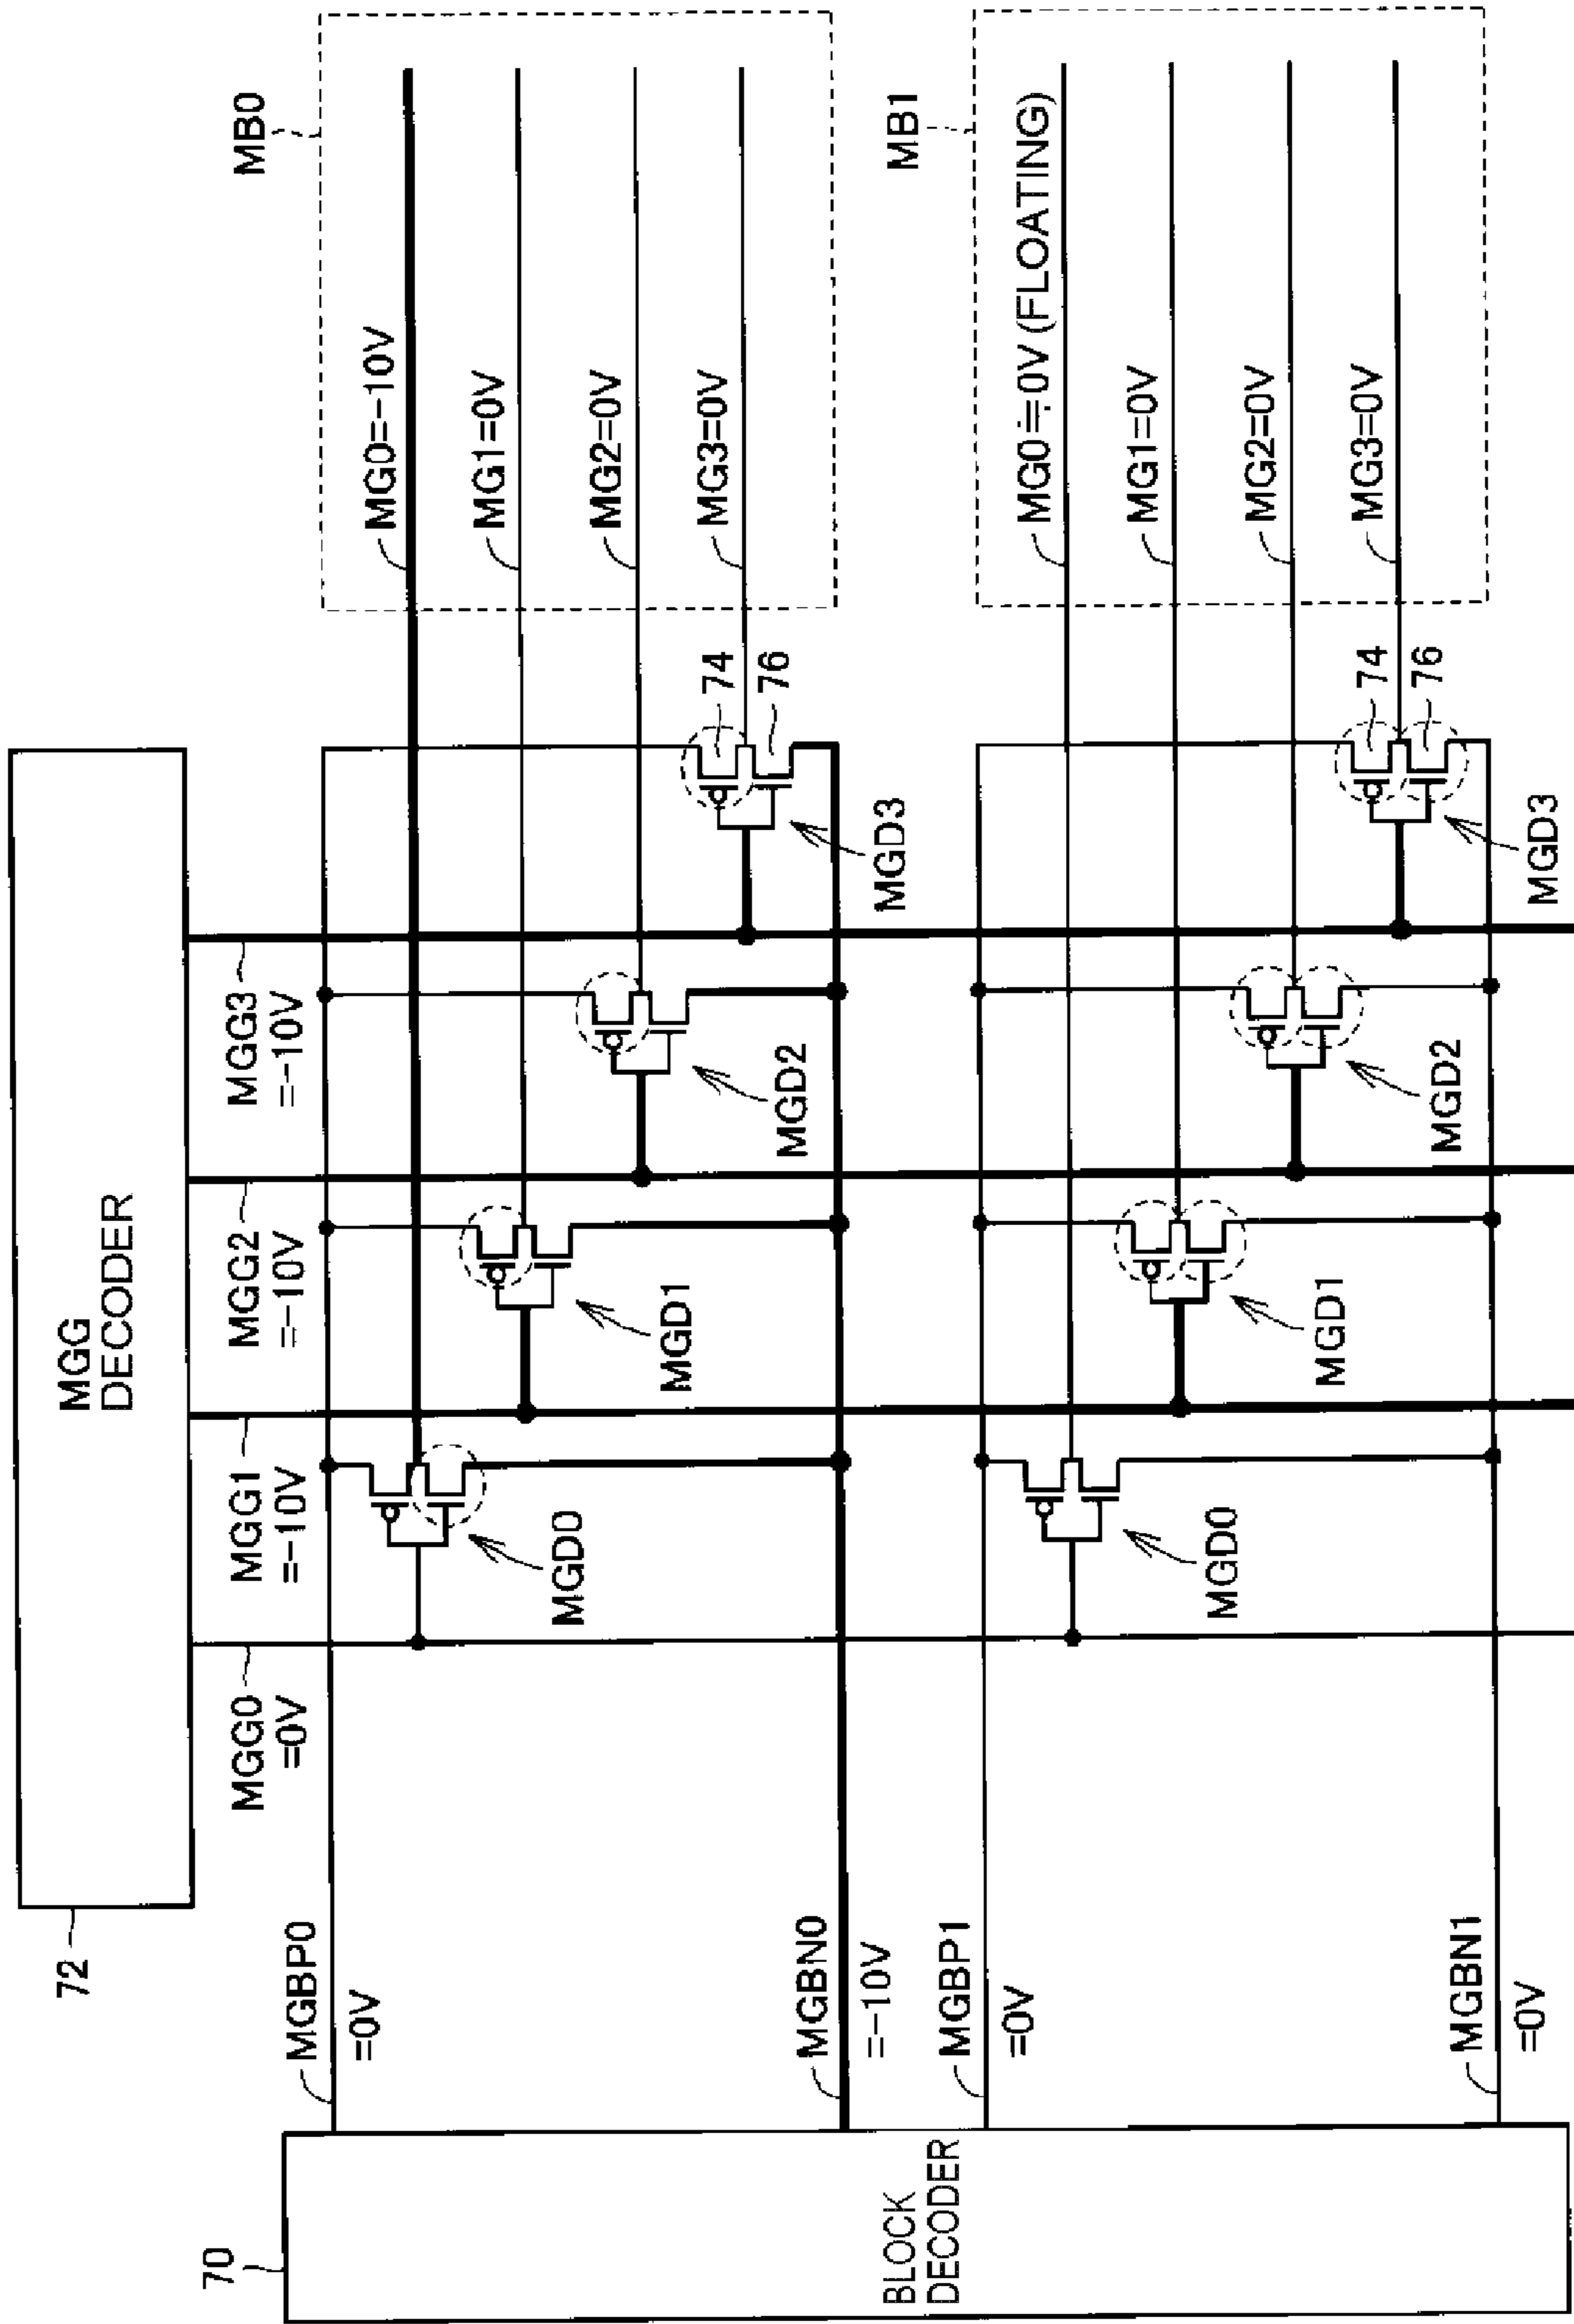 72
MGG
DECODER
MGG0
=0V
MGG1
=-10V
MGG2
=-10V
MGG3
=-10V
70
BLOCK
DECODER
MGBP0
=0V
MGBN0
=-10V
MGBP1
=0V
MGBN1
=0V
MGD0
MGD1
MGD2
MGD3
74
76
MB0
MG0=-10V
MG1=0V
MG2=0V
MG3=0V
MGD0
MGD1
MGD2
MGD3
74
76
MB1
MG0≒0V (FLOATING)
MG1=0V
MG2=0V
MG3=0V